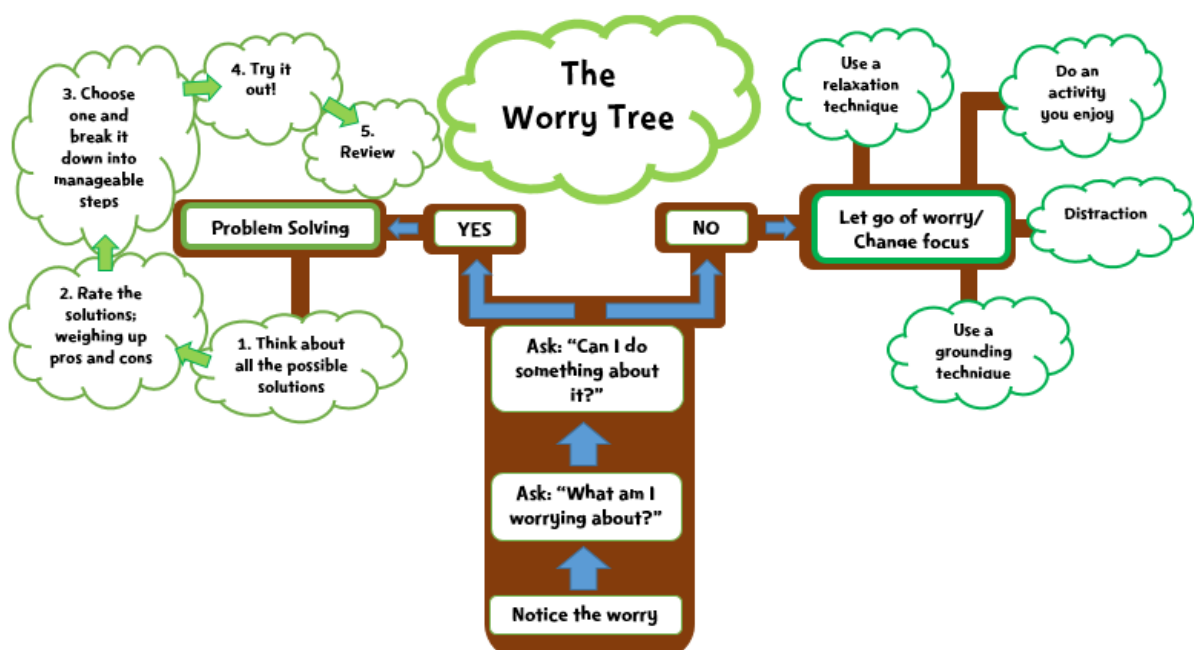 The
Worry Tree
Notice the worry
Ask: “What am I
worrying about?”
Ask: “Can I do
something about
it?”
YES
Problem Solving
1. Think about
all the possible
solutions
2. Rate the
solutions;
weighing up
pros and cons
3. Choose
one and
break it
down into
manageable
steps
4. Try it
out!
5.
Review
NO
Let go of worry/
Change focus
Use a
relaxation
technique
Do an
activity
you enjoy
Distraction
Use a
grounding
technique